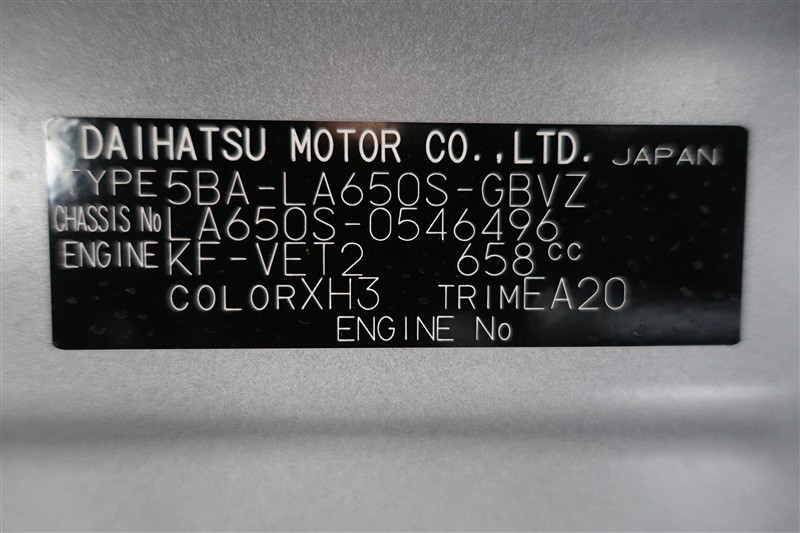 DAIHATSU MOTOR CO.,LTD. JAPAN
TYPE 5BA-LA650S-GBVZ
CHASSIS No LA650S-0546496
ENGINE KF-VET2 658cc
COLOR XH3 TRIM EA20
ENGINE No